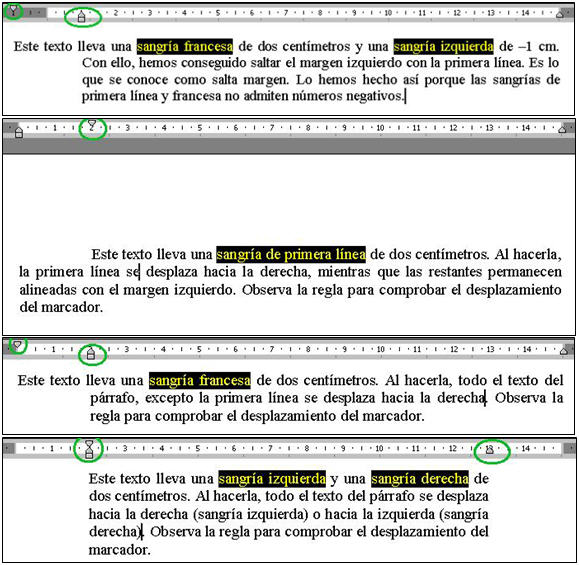 1 2 3 4 5 6 7 8 9 10 11 12 13 14
Este texto lleva una sangría francesa de dos centímetros y una sangría izquierda de –1 cm.
Con ello, hemos conseguido saltar el margen izquierdo con la primera línea. Es lo
que se conoce como salta margen. Lo hemos hecho así porque las sangrías de
primera línea y francesa no admiten números negativos.
1 2 3 4 5 6 7 8 9 10 11 12 13 14
Este texto lleva una sangría de primera línea de dos centímetros. Al hacerla,
la primera línea se desplaza hacia la derecha, mientras que las restantes permanecen
alineadas con el margen izquierdo. Observa la regla para comprobar el desplazamiento
del marcador.
1 3 4 5 6 7 8 9 10 11 12 13 14
Este texto lleva una sangría francesa de dos centímetros. Al hacerla, todo el texto del
párrafo, excepto la primera línea se desplaza hacia la derecha. Observa la
regla para comprobar el desplazamiento del marcador.
1 3 4 5 6 7 8 9 10 11 12 13 14
Este texto lleva una sangría izquierda y una sangría derecha de
dos centímetros. Al hacerla, todo el texto del párrafo se desplaza
hacia la derecha (sangría izquierda) o hacia la izquierda (sangría
derecha). Observa la regla para comprobar el desplazamiento del
marcador.